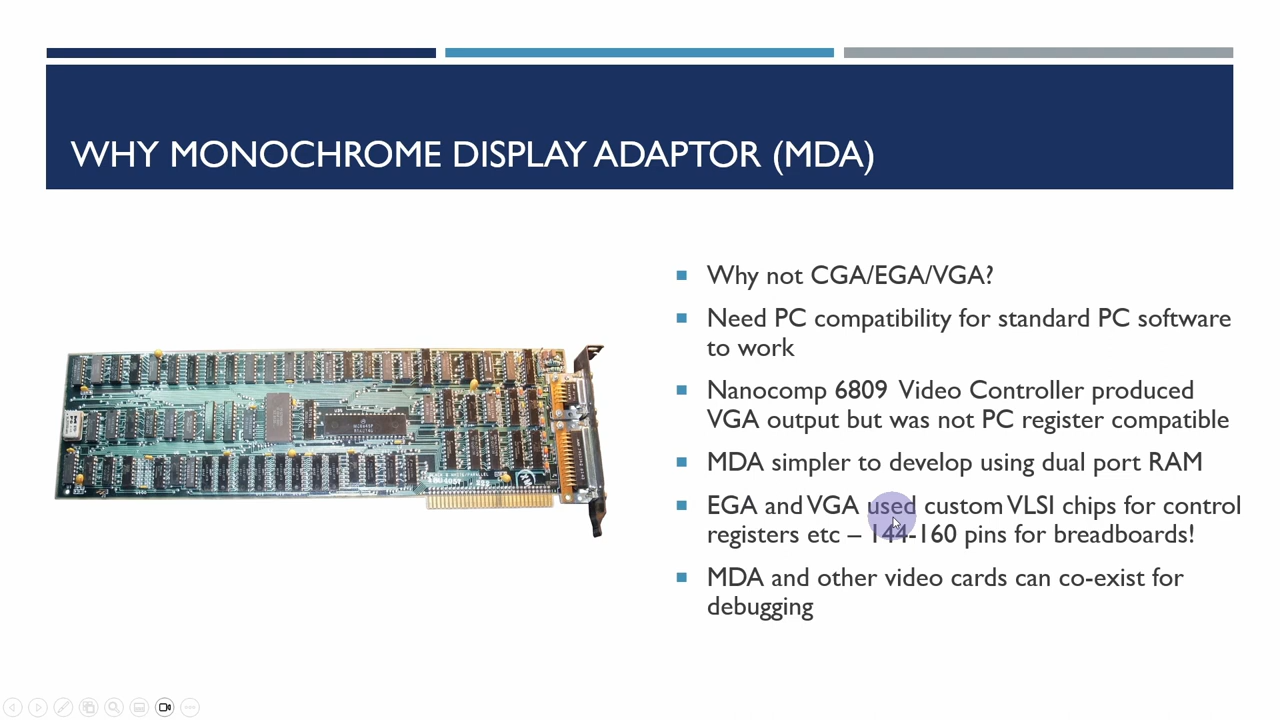 WHY MONOCHROME DISPLAY ADAPTOR (MDA)
Why not CGA/EGA/VGA?
Need PC compatibility for standard PC software
to work
Nanocomp 6809 Video Controller produced
VGA output but was not PC register compatible
MDA simpler to develop using dual port RAM
EGA and VGA used custom VLSI chips for control
registers etc – 144-160 pins for breadboards!
MDA and other video cards can co-exist for
debugging